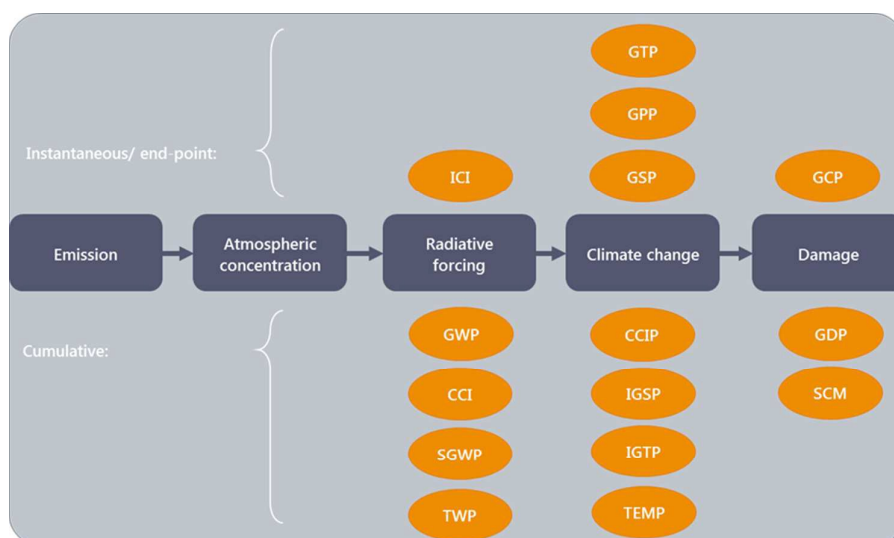 GTP
GPP
Instantaneous/ end-point:
ICI
GSP
GCP
Emission
Atmospheric
concentration
Radiative
forcing
Climate change
Damage
GWP
CCIP
GDP
Cumulative:
CCI
IGSP
SCM
SGWP
IGTP
TWP
TEMP